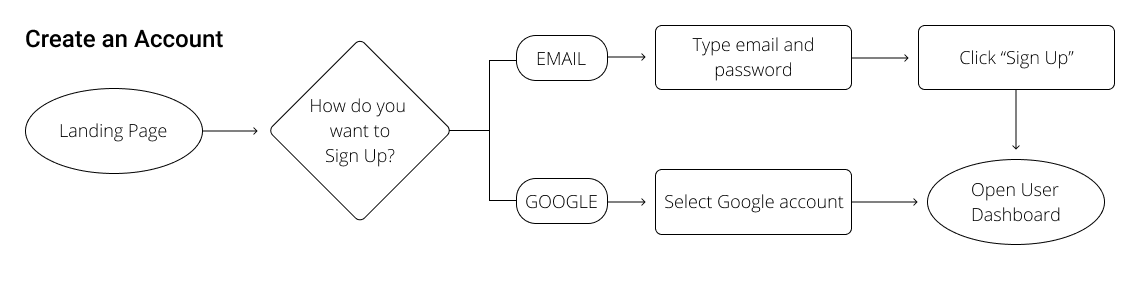 Create an Account
Landing Page
How do you
want to
Sign Up?
EMAIL
Type email and
password
Click “Sign Up”
GOOGLE
Select Google account
Open User
Dashboard